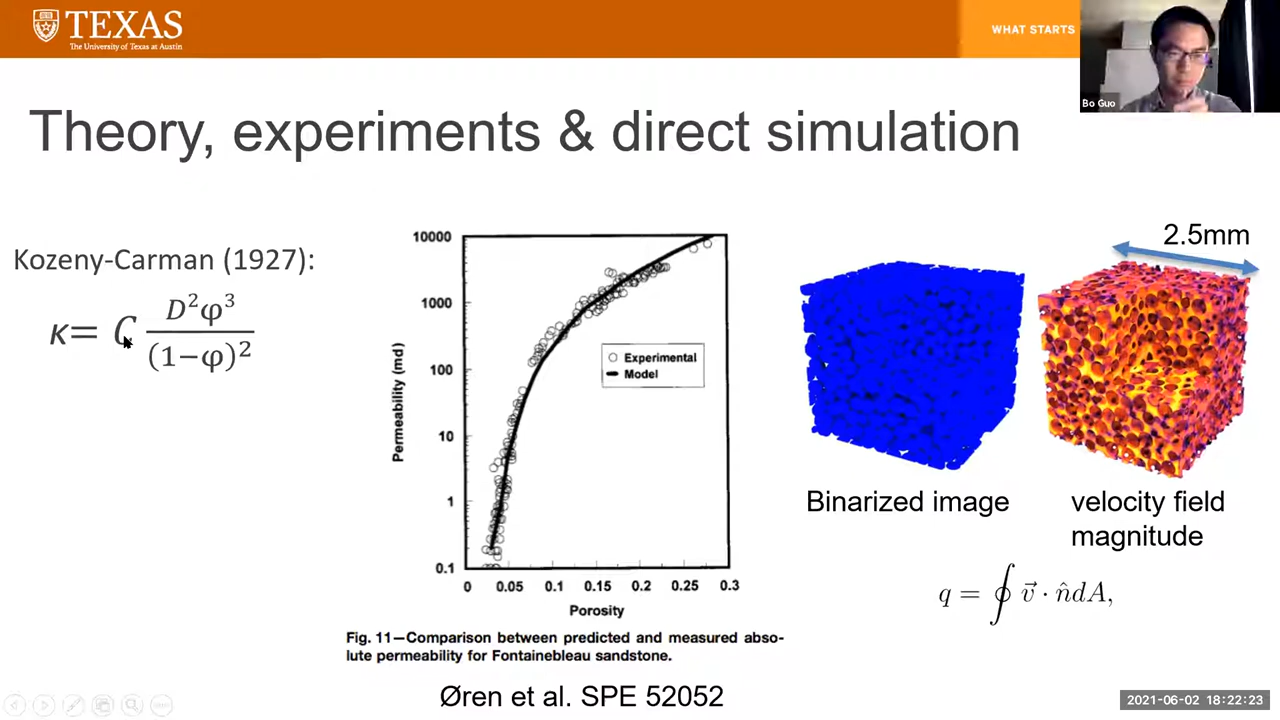 TEXAS
The University of Texas at Austin
WHAT STARTS
Bo Guo
Theory, experiments & direct simulation
Kozeny-Carman (1927):
κ= C D²φ³ / (1−φ)²
10000
1000
100
10
1
0.1
Permeability (md)
Experimental
Model
0 0.05 0.1 0.15 0.2 0.25 0.3
Porosity
Fig. 11—Comparison between predicted and measured abso-
lute permeability for Fontainebleau sandstone.
Øren et al. SPE 52052
2.5mm
Binarized image
velocity field
magnitude
q = ∮ v⃗ · n̂dA,
2021-06-02 18:22:23